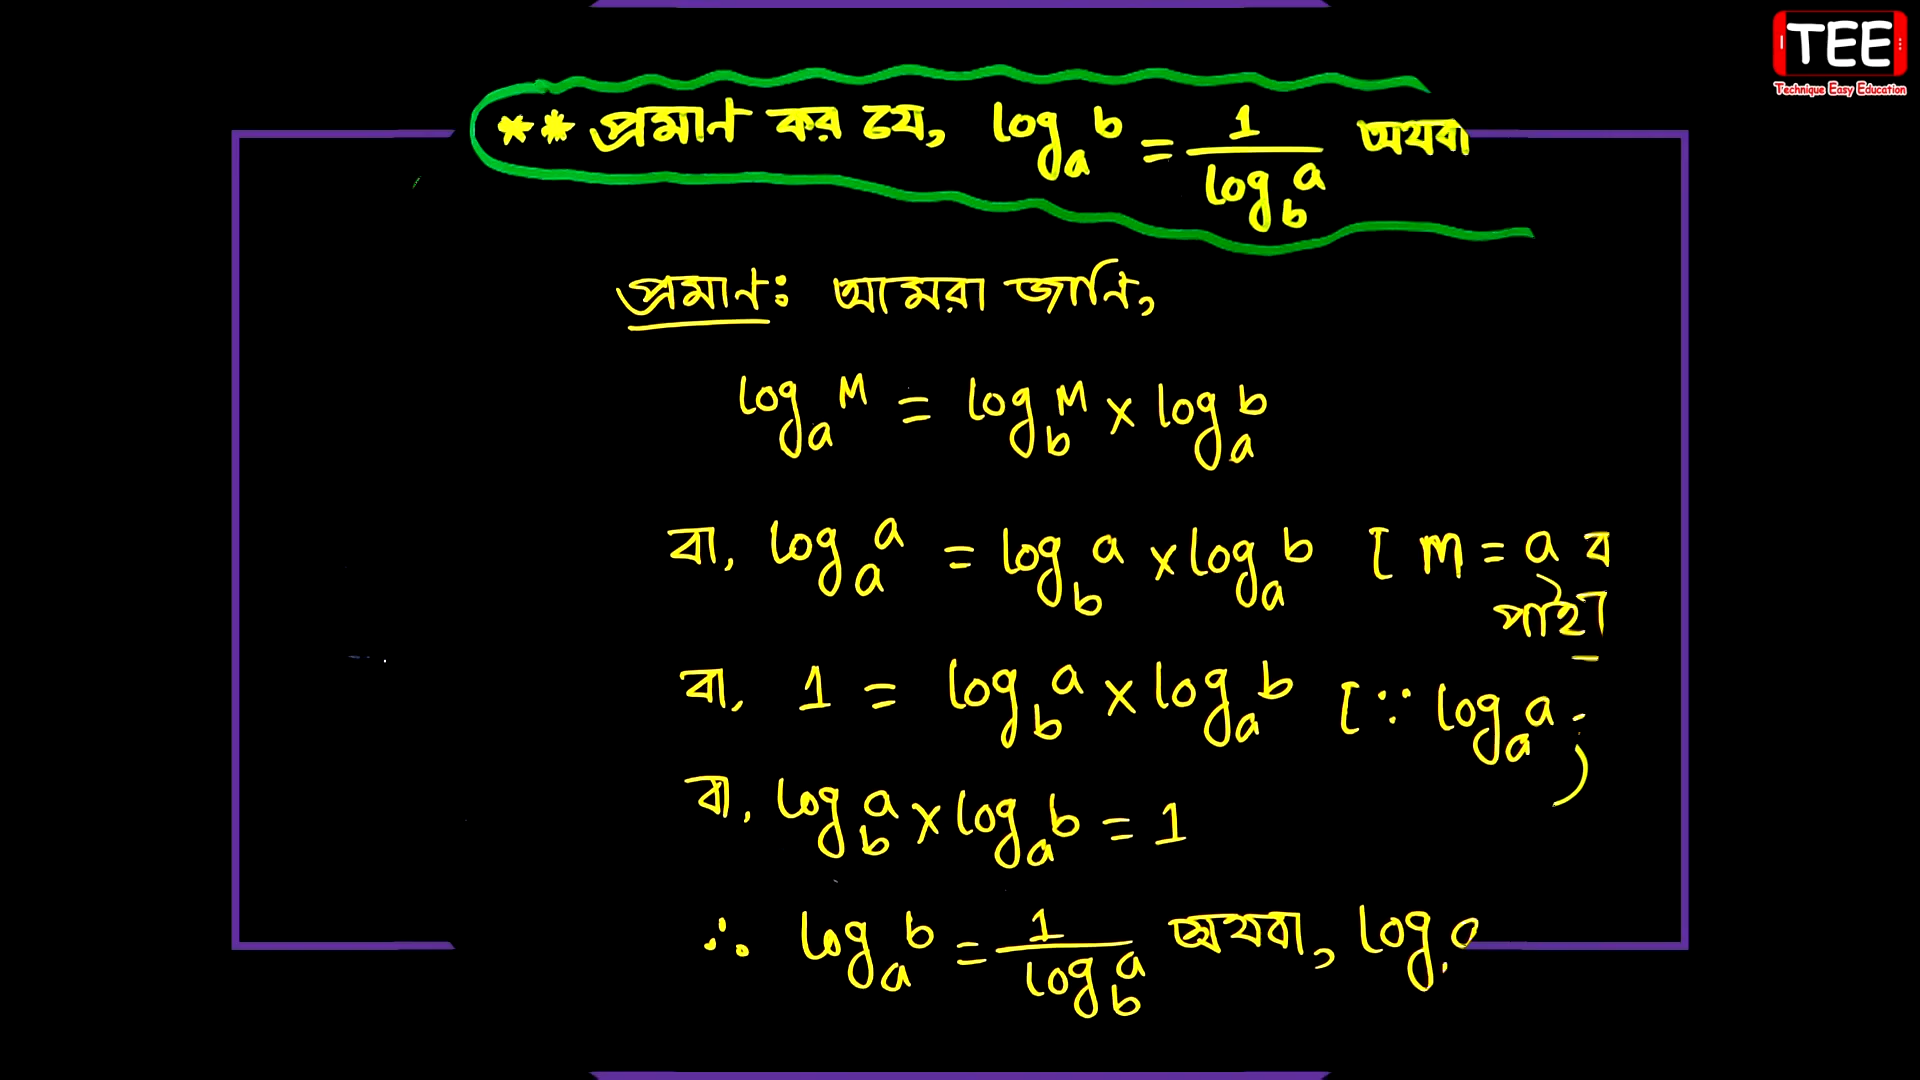 TEE
Technique Easy Education
** প্রমাণ কর যে, log_a b = 1/log_b a অথবা
প্রমাণ: আমরা জানি,
log_a M = log_b M × log_a b
বা, log_a a = log_b a × log_a b [ m = a ব
পাই]
বা, 1 = log_b a × log_a b [ ∵ log_a a
বা, log_b a × log_a b = 1
∴ log_a b = 1/log_b a অথবা, log